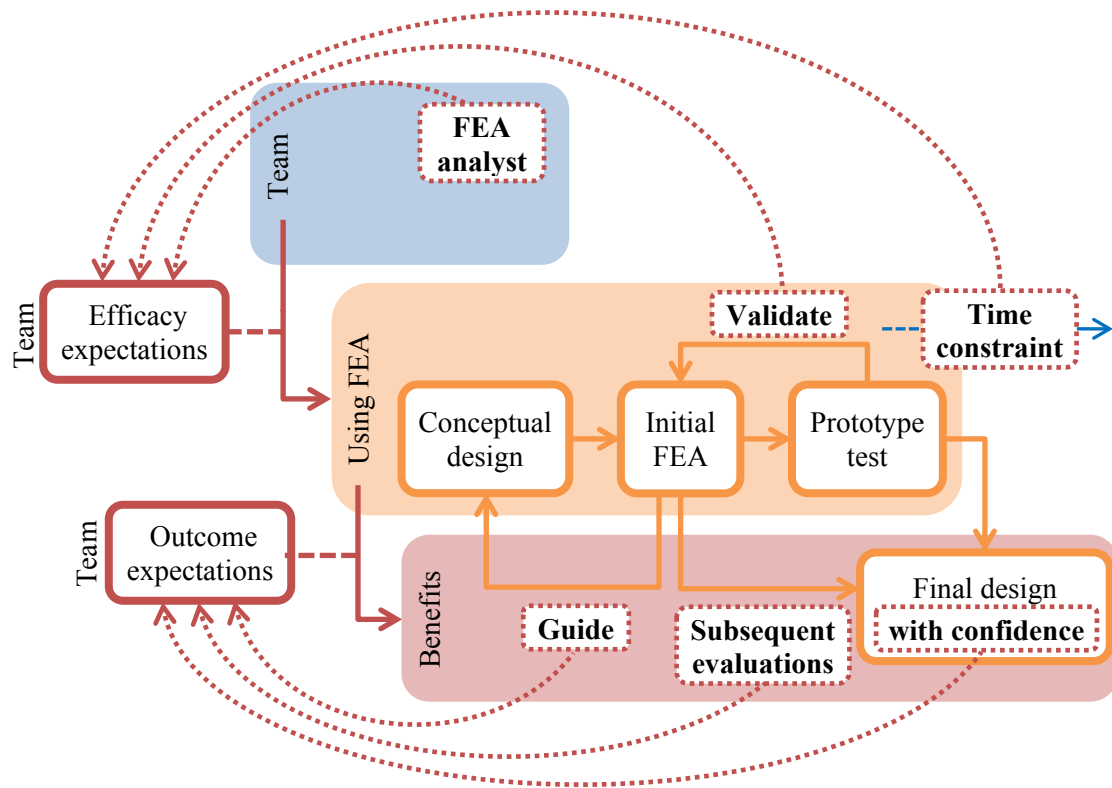 FEA
analyst
Team
Team
Efficacy
expectations
Validate
Time
constraint
Using FEA
Conceptual
design
Initial
FEA
Prototype
test
Team
Outcome
expectations
Benefits
Guide
Subsequent
evaluations
Final design
with confidence